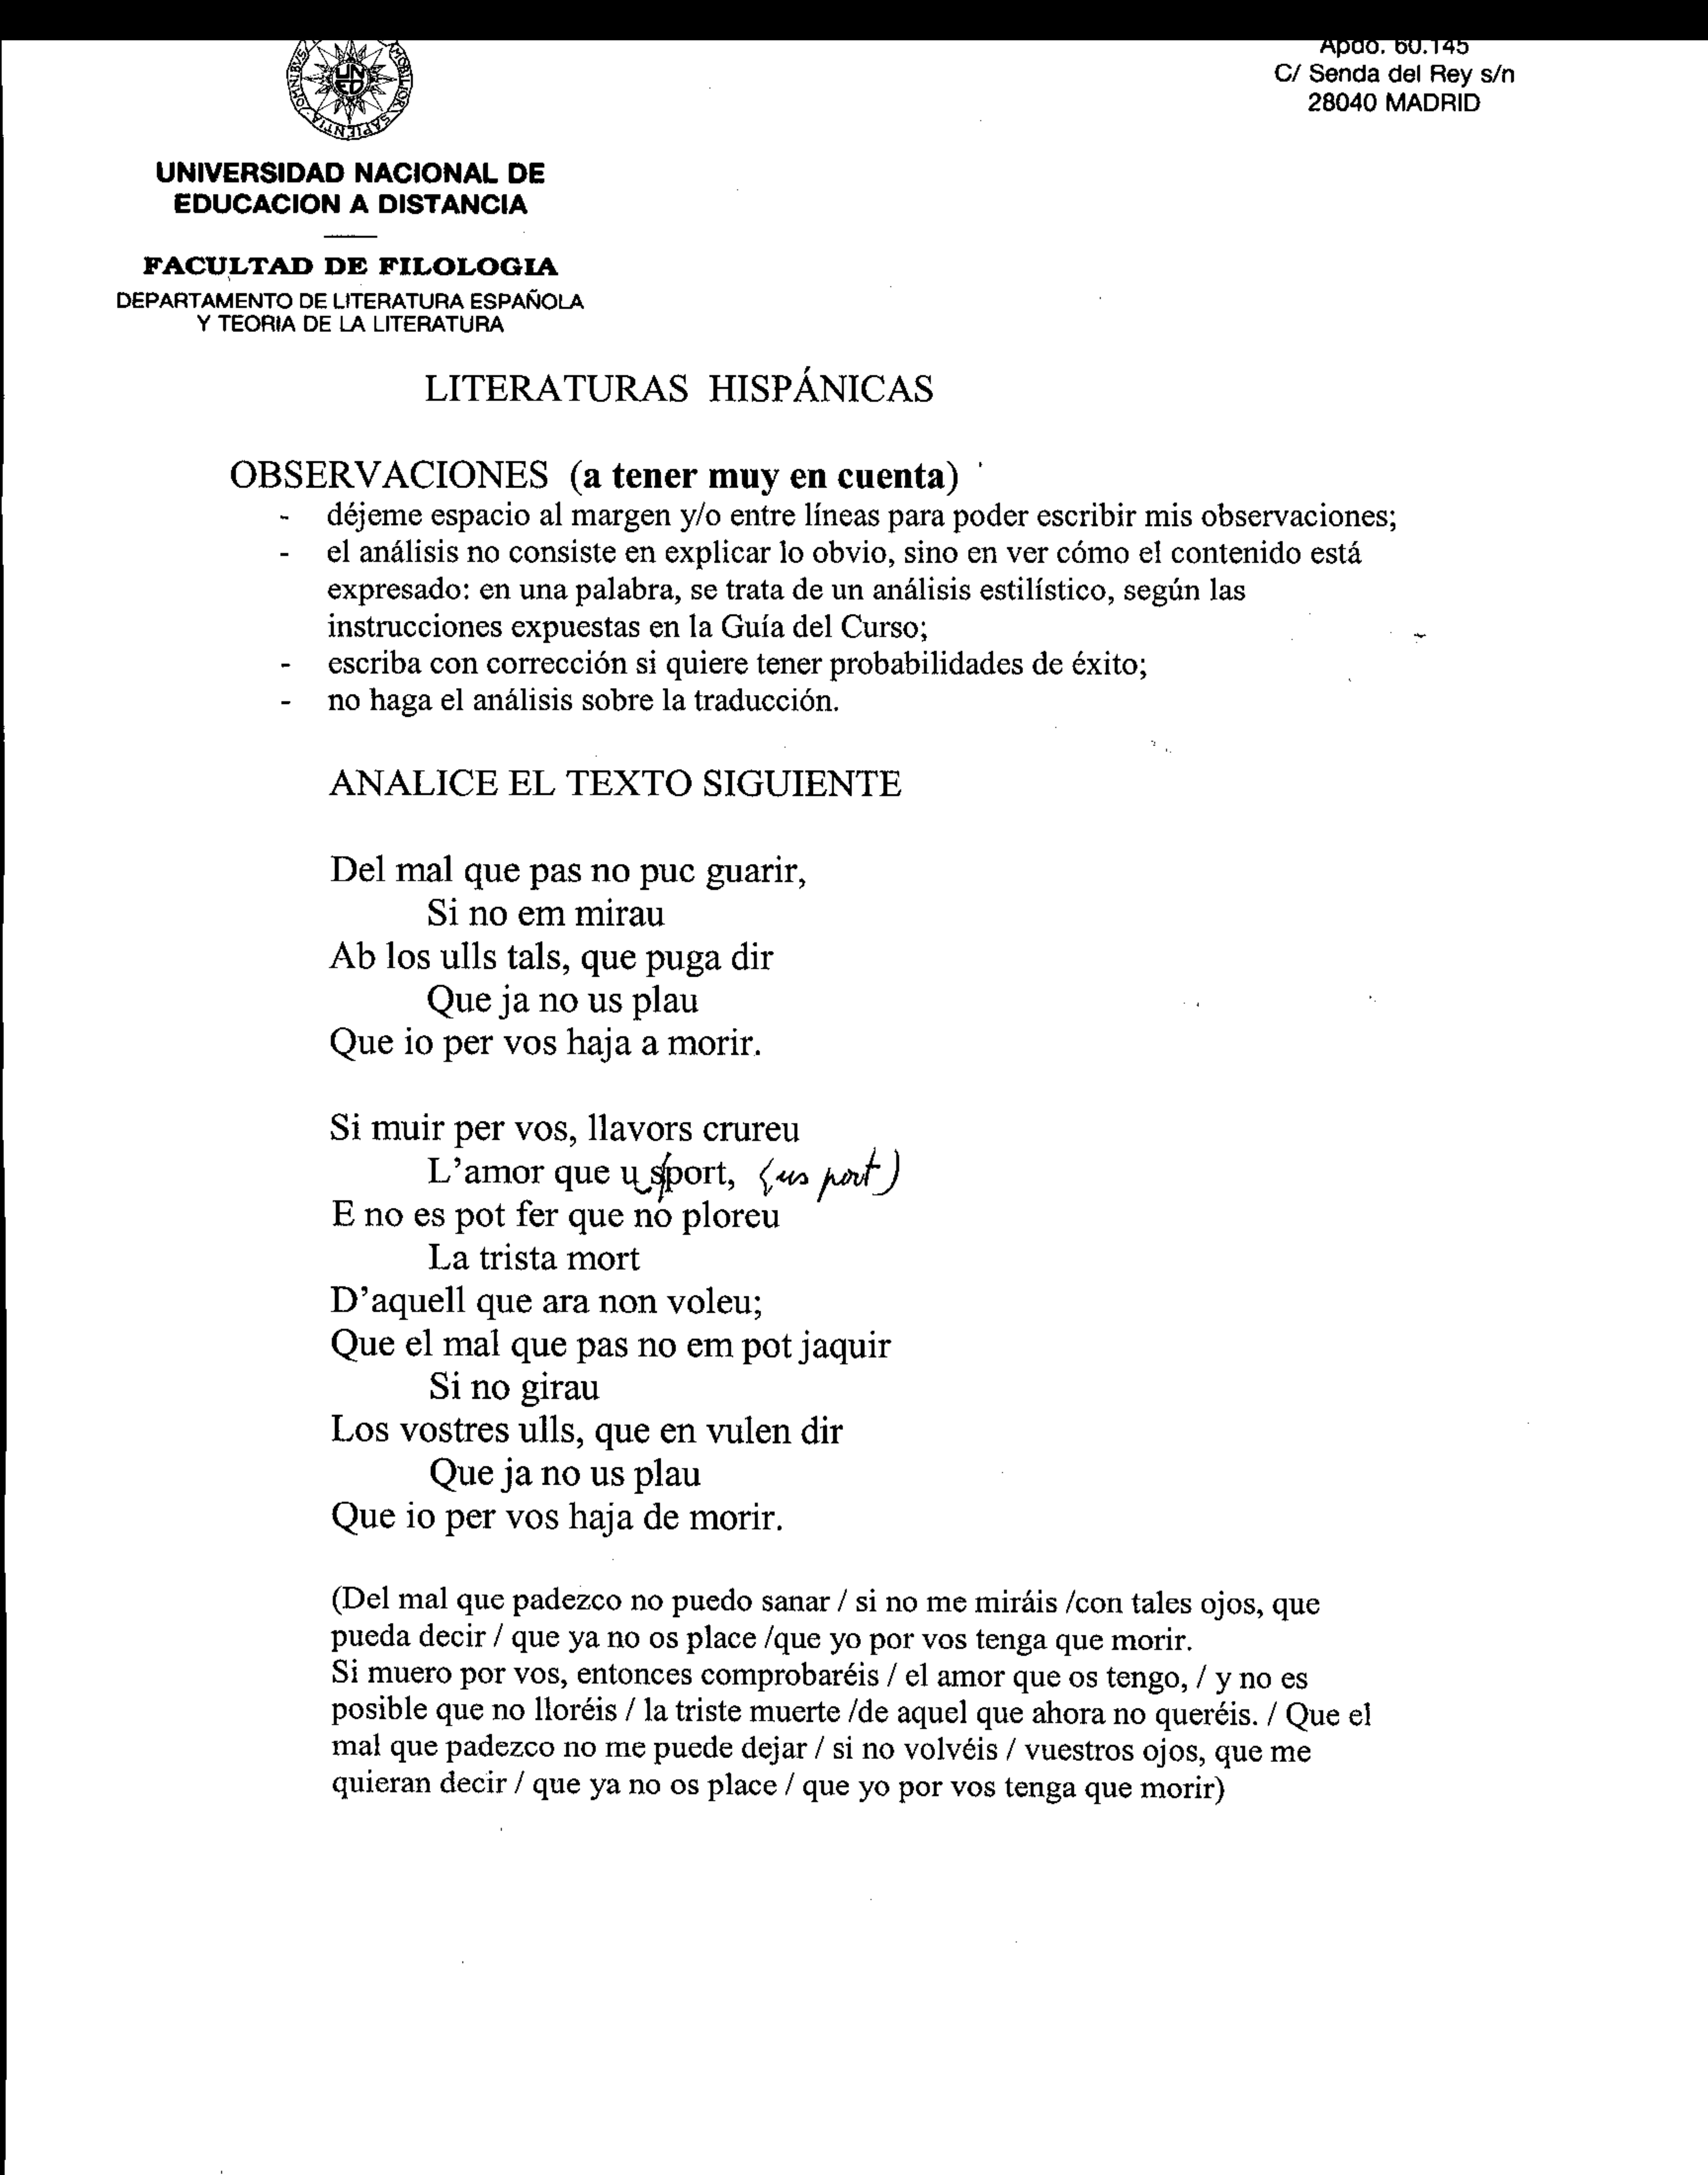 Apdo. 60.145
C/ Senda del Rey s/n
28040 MADRID
OMNIBVS MOBILIOR SAPIENTIA
UNED
UNIVERSIDAD NACIONAL DE
EDUCACION A DISTANCIA
FACULTAD DE FILOLOGIA
DEPARTAMENTO DE LITERATURA ESPAÑOLA
Y TEORIA DE LA LITERATURA
LITERATURAS HISPÁNICAS
OBSERVACIONES (a tener muy en cuenta)
- déjeme espacio al margen y/o entre líneas para poder escribir mis observaciones;
- el análisis no consiste en explicar lo obvio, sino en ver cómo el contenido está
expresado: en una palabra, se trata de un análisis estilístico, según las
instrucciones expuestas en la Guía del Curso;
- escriba con corrección si quiere tener probabilidades de éxito;
- no haga el análisis sobre la traducción.
ANALICE EL TEXTO SIGUIENTE
Del mal que pas no puc guarir,
Si no em mirau
Ab los ulls tals, que puga dir
Que ja no us plau
Que io per vos haja a morir.
Si muir per vos, llavors crureu
L'amor que u sport, (us port)
E no es pot fer que no ploreu
La trista mort
D'aquell que ara non voleu;
Que el mal que pas no em pot jaquir
Si no girau
Los vostres ulls, que en vulen dir
Que ja no us plau
Que io per vos haja de morir.
(Del mal que padezco no puedo sanar / si no me miráis /con tales ojos, que
pueda decir / que ya no os place /que yo por vos tenga que morir.
Si muero por vos, entonces comprobaréis / el amor que os tengo, / y no es
posible que no lloréis / la triste muerte /de aquel que ahora no queréis. / Que el
mal que padezco no me puede dejar / si no volvéis / vuestros ojos, que me
quieran decir / que ya no os place / que yo por vos tenga que morir)